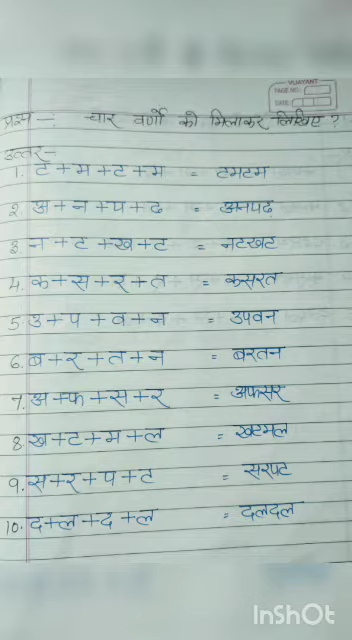 VIJAYANT
PAGE NO.:
DATE:
प्रश्न -: चार वर्णों को मिलाकर लिखिए ?
उत्तर-
1. ट + म + ट + म = टमटम
2. अ + न + प + ढ = अनपढ
3. न + ट + ख + ट = नटखट
4. क + स + र + त = कसरत
5. उ + प + व + न = उपवन
6. ब + र + त + न = बरतन
7. अ + फ + स + र = अफसर
8. ख + ट + म + ल = खटमल
9. स + र + प + ट = सरपट
10. द + ल + द + ल = दलदल
InShOt